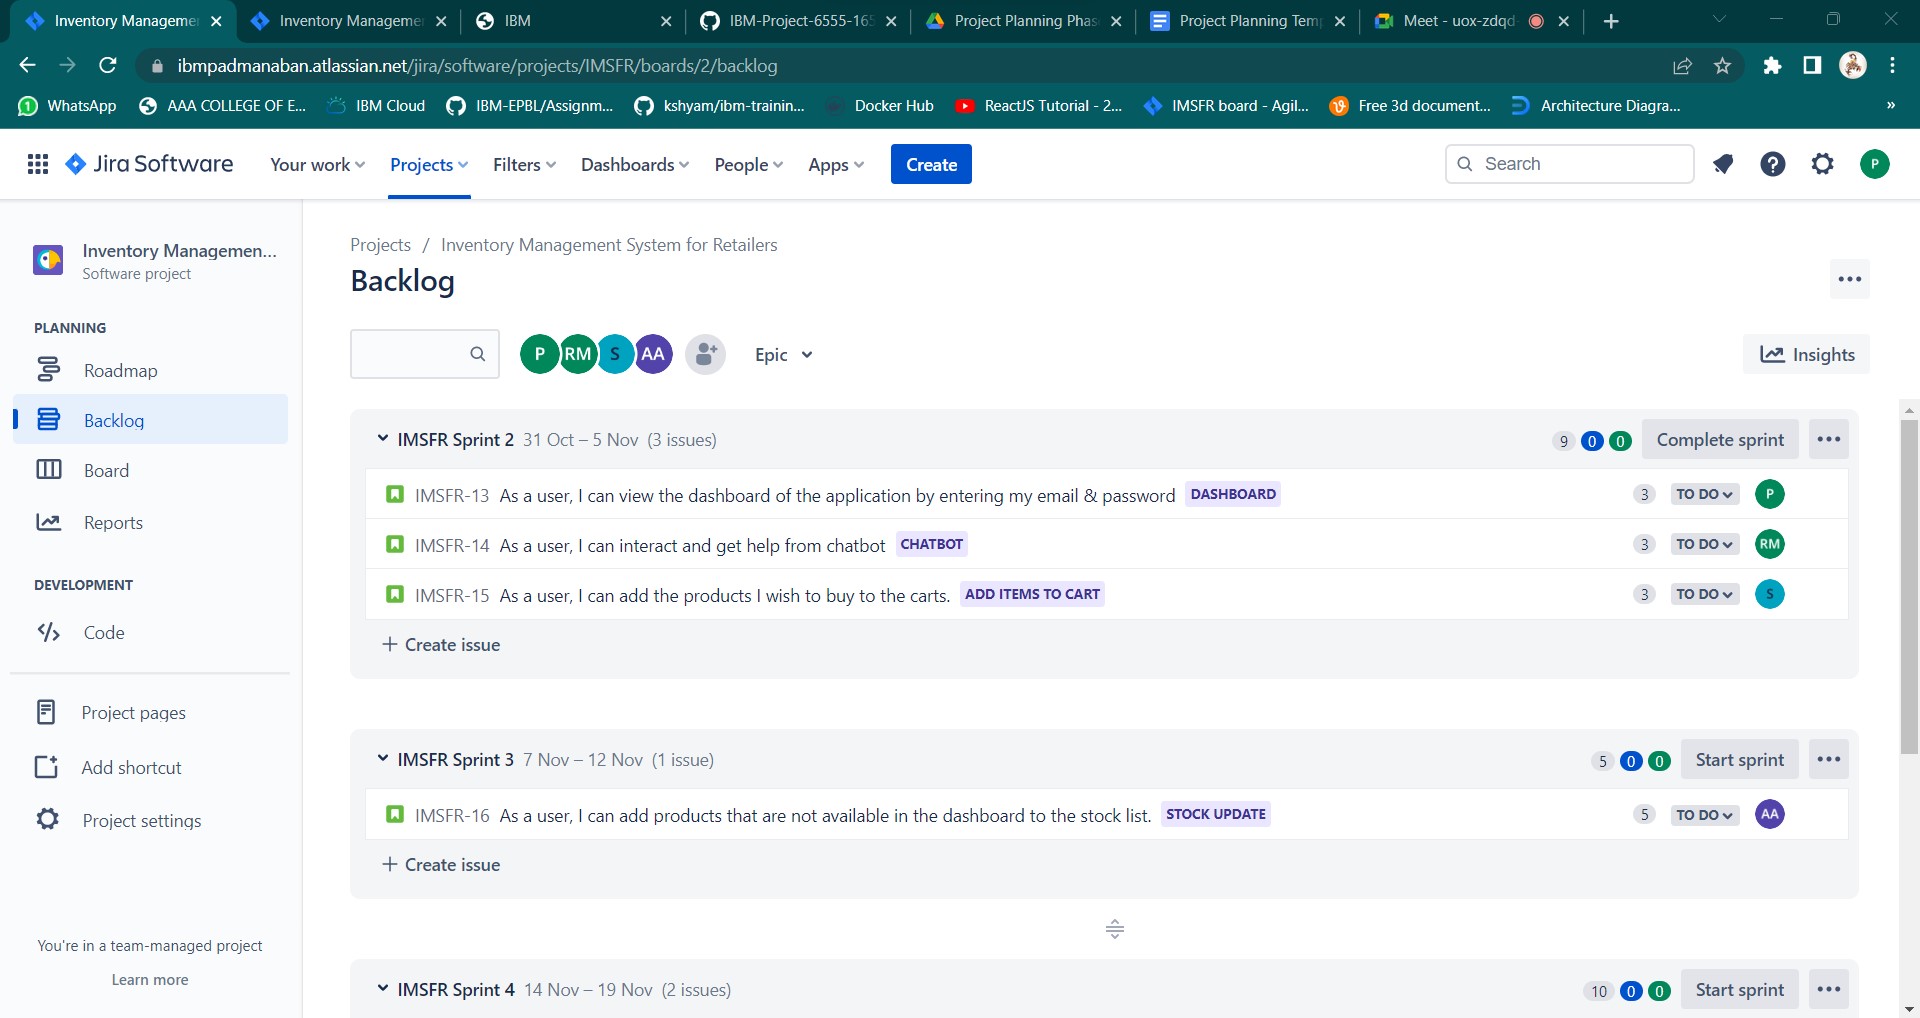 Inventory Manageme
Inventory Manageme
IBM
IBM-Project-6555-165
Project Planning Phas
Project Planning Temp
Meet - uox-zdqd-
ibmpadmanaban.atlassian.net/jira/software/projects/IMSFR/boards/2/backlog
WhatsApp
AAA COLLEGE OF E...
IBM Cloud
IBM-EPBL/Assignm...
kshyam/ibm-trainin...
Docker Hub
ReactJS Tutorial - 2...
IMSFR board - Agil...
Free 3d document...
Architecture Diagra...
»
Jira Software
Your work
Projects
Filters
Dashboards
People
Apps
Create
Search
P
Inventory Managemen...
Software project
PLANNING
Roadmap
Backlog
Board
Reports
DEVELOPMENT
Code
Project pages
Add shortcut
Project settings
You're in a team-managed project
Learn more
Projects / Inventory Management System for Retailers
Backlog
P RM S AA
Epic
Insights
IMSFR Sprint 2 31 Oct – 5 Nov (3 issues) 9 0 0 Complete sprint
IMSFR-13 As a user, I can view the dashboard of the application by entering my email & password DASHBOARD 3 TO DO P
IMSFR-14 As a user, I can interact and get help from chatbot CHATBOT 3 TO DO RM
IMSFR-15 As a user, I can add the products I wish to buy to the carts. ADD ITEMS TO CART 3 TO DO S
+ Create issue
IMSFR Sprint 3 7 Nov – 12 Nov (1 issue) 5 0 0 Start sprint
IMSFR-16 As a user, I can add products that are not available in the dashboard to the stock list. STOCK UPDATE 5 TO DO AA
+ Create issue
IMSFR Sprint 4 14 Nov – 19 Nov (2 issues) 10 0 0 Start sprint